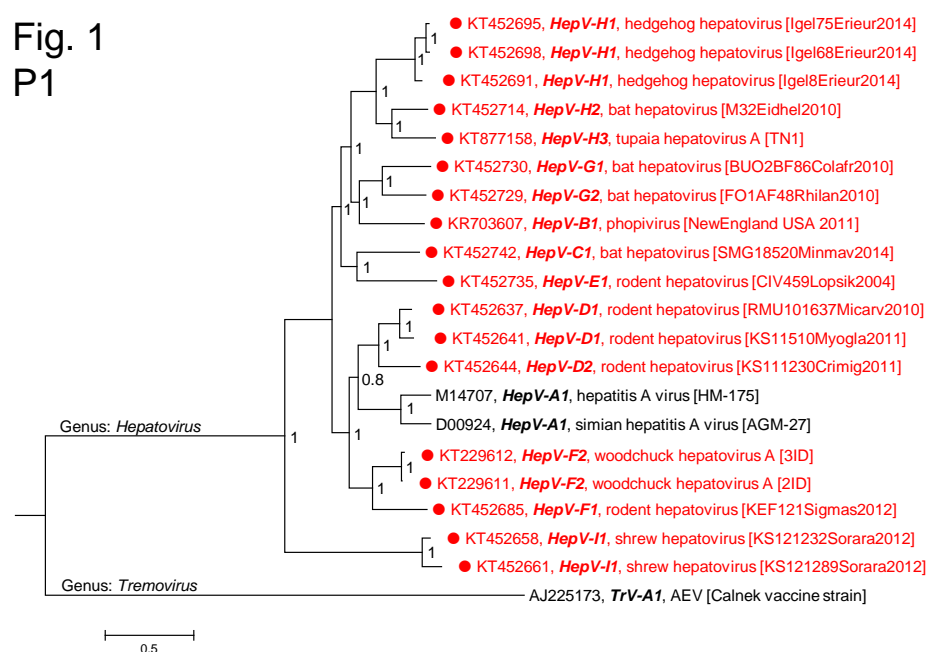 Fig. 1
P1
KT452695, HepV-H1, hedgehog hepatovirus [Igel75Erieur2014]
1
KT452698, HepV-H1, hedgehog hepatovirus [Igel68Erieur2014]
1
KT452691, HepV-H1, hedgehog hepatovirus [Igel8Erieur2014]
1
KT452714, HepV-H2, bat hepatovirus [M32Eidhel2010]
1
KT877158, HepV-H3, tupaia hepatovirus A [TN1]
1
KT452730, HepV-G1, bat hepatovirus [BUO2BF86Colafr2010]
1
KT452729, HepV-G2, bat hepatovirus [FO1AF48Rhilan2010]
1 1
KR703607, HepV-B1, phopivirus [NewEngland USA 2011]
KT452742, HepV-C1, bat hepatovirus [SMG18520Minmav2014]
1
KT452735, HepV-E1, rodent hepatovirus [CIV459Lopsik2004]
KT452637, HepV-D1, rodent hepatovirus [RMU101637Micarv2010]
1
KT452641, HepV-D1, rodent hepatovirus [KS11510Myogla2011]
1
KT452644, HepV-D2, rodent hepatovirus [KS111230Crimig2011]
0.8
M14707, HepV-A1, hepatitis A virus [HM-175]
1
D00924, HepV-A1, simian hepatitis A virus [AGM-27]
Genus: Hepatovirus
1
KT229612, HepV-F2, woodchuck hepatovirus A [3ID]
1
KT229611, HepV-F2, woodchuck hepatovirus A [2ID]
1
KT452685, HepV-F1, rodent hepatovirus [KEF121Sigmas2012]
KT452658, HepV-I1, shrew hepatovirus [KS121232Sorara2012]
1
KT452661, HepV-I1, shrew hepatovirus [KS121289Sorara2012]
Genus: Tremovirus
AJ225173, TrV-A1, AEV [Calnek vaccine strain]
0.5